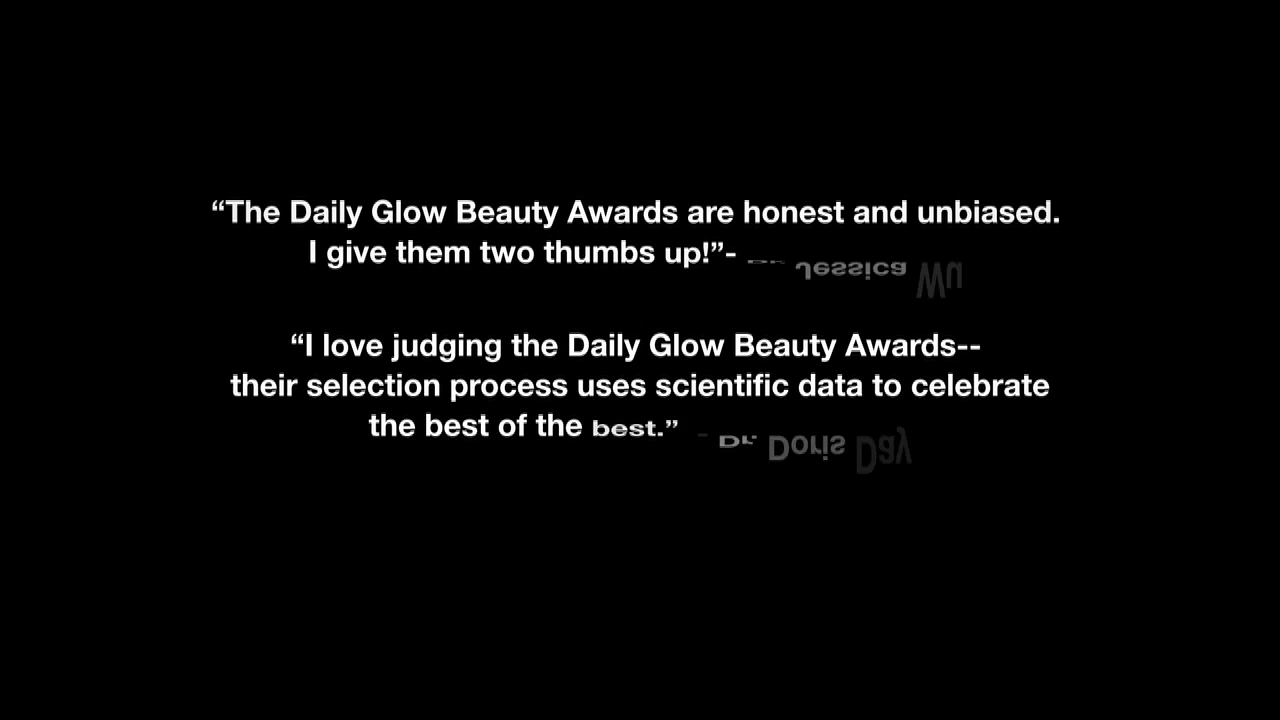 “The Daily Glow Beauty Awards are honest and unbiased.
I give them two thumbs up!”- Dr. Jessica Wu
“I love judging the Daily Glow Beauty Awards--
their selection process uses scientific data to celebrate
the best of the best.” - Dr. Doris Day